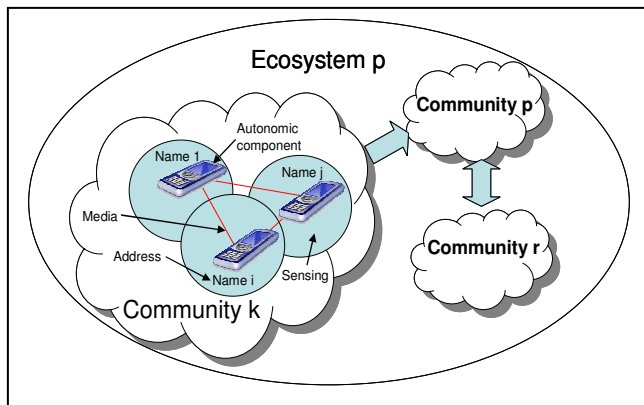 Ecosystem p
Community p
Autonomic
component
Name 1
Name j
Media
Address
Name i
Sensing
Community k
Community r